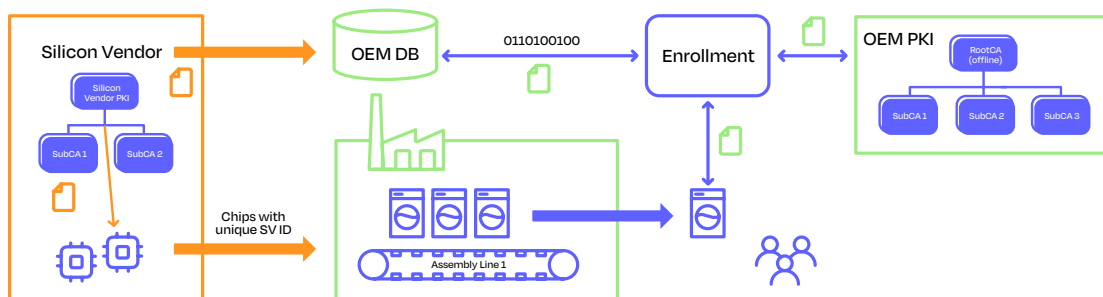 Silicon Vendor
Silicon
Vendor PKI
SubCA 1
SubCA 2
Chips with
unique SV ID
OEM DB
0110100100
Enrollment
OEM PKI
RootCA
(offline)
SubCA 1
SubCA 2
SubCA 3
Assembly Line 1